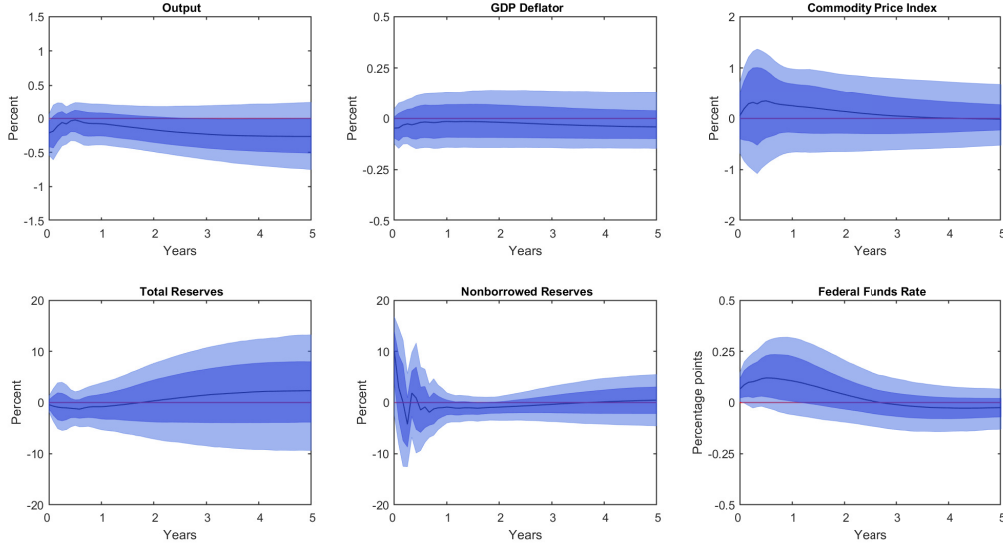 Output
GDP Deflator
Commodity Price Index
1.5
1
0.5
0
-0.5
-1
-1.5
Percent
0 1 2 3 4 5
Years
0.5
0.25
0
-0.25
-0.5
Percent
0 1 2 3 4 5
Years
2
1
0
-1
-2
Percent
0 1 2 3 4 5
Years
Total Reserves
Nonborrowed Reserves
Federal Funds Rate
20
10
0
-10
-20
Percent
0 1 2 3 4 5
Years
20
10
0
-10
-20
Percent
0 1 2 3 4 5
Years
0.5
0.25
0
-0.25
-0.5
Percentage points
0 1 2 3 4 5
Years